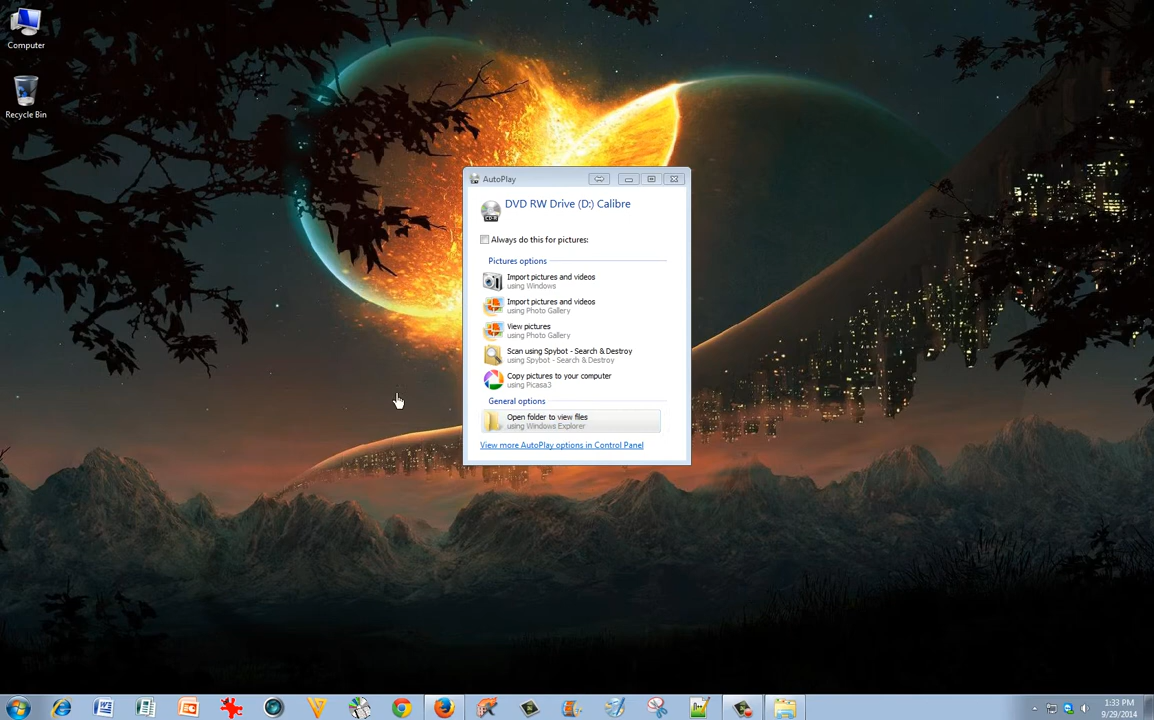 Computer
Recycle Bin
AutoPlay
DVD RW Drive (D:) Calibre
Always do this for pictures:
Pictures options
Import pictures and videos
using Windows
Import pictures and videos
using Photo Gallery
View pictures
using Photo Gallery
Scan using Spybot - Search & Destroy
using Spybot - Search & Destroy
Copy pictures to your computer
using Picasa3
General options
Open folder to view files
using Windows Explorer
View more AutoPlay options in Control Panel
1:33 PM
9/29/2014